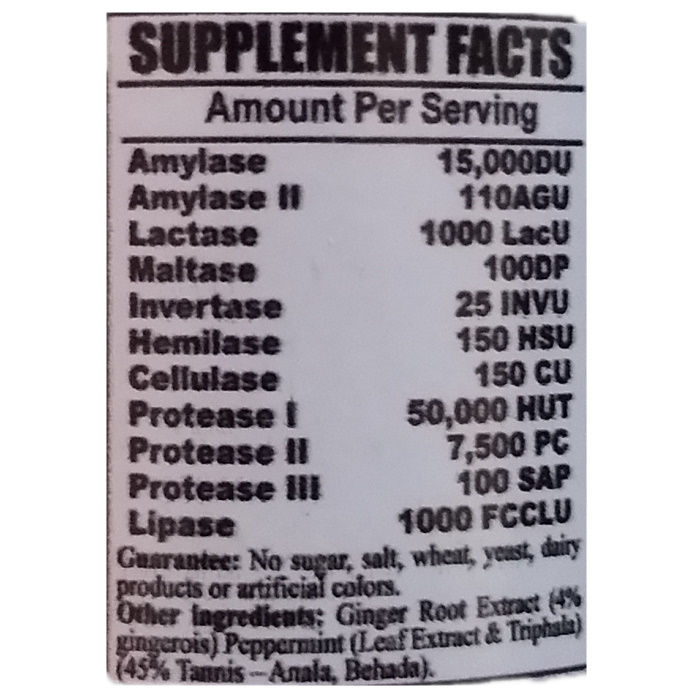 SUPPLEMENT FACTS
Amount Per Serving
Amylase 15,000DU
Amylase II 110AGU
Lactase 1000 LacU
Maltase 100DP
Invertase 25 INVU
Hemilase 150 HSU
Cellulase 150 CU
Protease I 50,000 HUT
Protease II 7,500 PC
Protease III 100 SAP
Lipase 1000 FCCLU
Guarantee: No sugar, salt, wheat, yeast, dairy
products or artificial colors.
Other Ingredients: Ginger Root Extract (4%
gingerois) Peppermint (Leaf Extract & Triphala)
(45% Tannis – Anala, Behada).